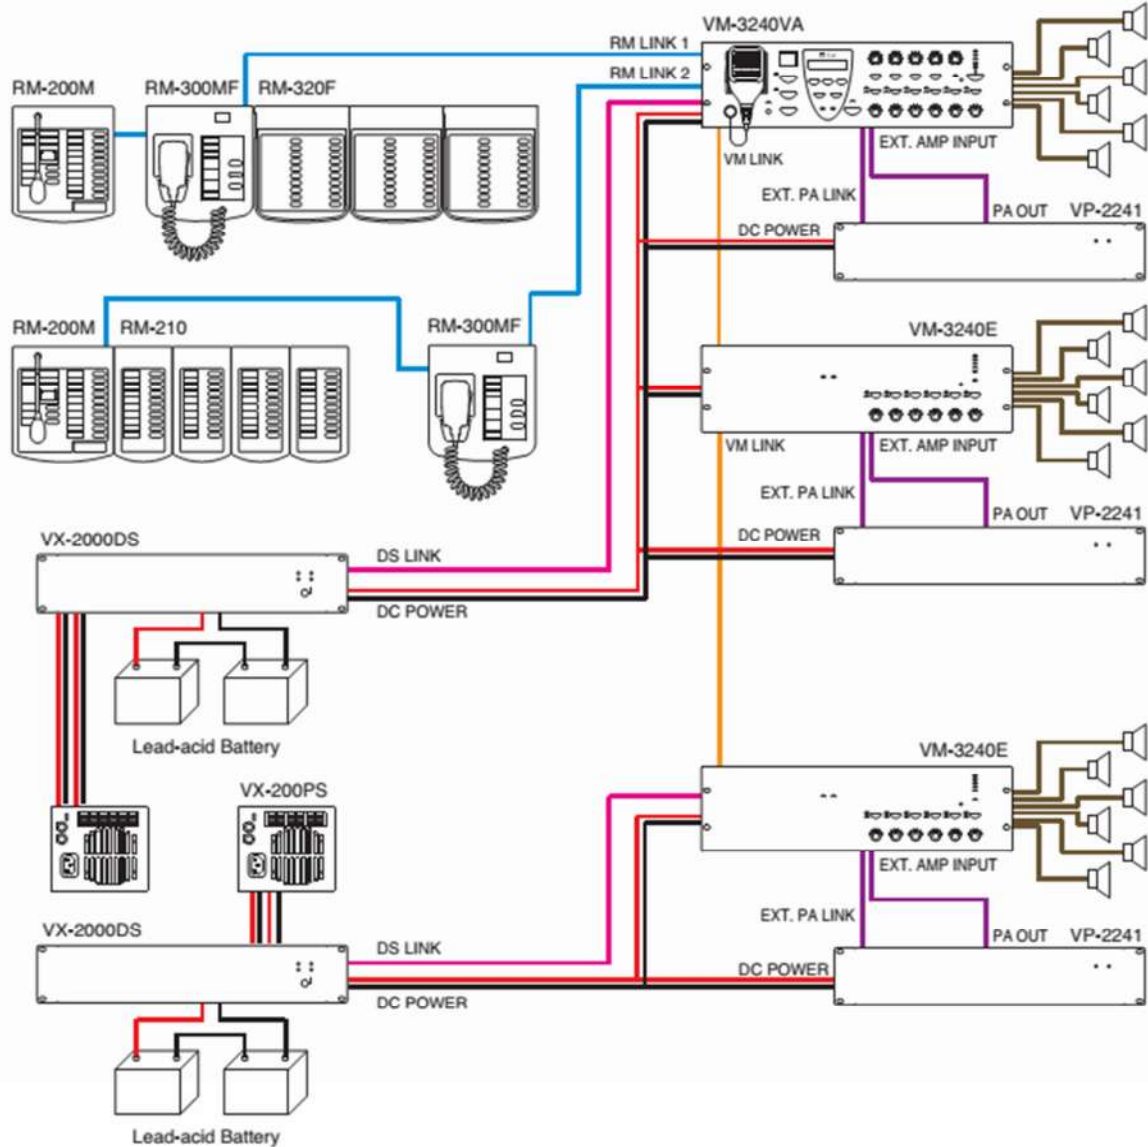 VM-3240VA
RM LINK 1
RM LINK 2
RM-200M
RM-300MF
RM-320F
VM LINK
EXT. AMP INPUT
EXT. PA LINK
PA OUT
VP-2241
DC POWER
RM-200M
RM-210
RM-300MF
VM-3240E
VM LINK
EXT. AMP INPUT
EXT. PA LINK
PA OUT
VP-2241
DC POWER
VX-2000DS
DS LINK
DC POWER
Lead-acid Battery
VM-3240E
VX-200PS
EXT. AMP INPUT
EXT. PA LINK
PA OUT
VP-2241
VX-2000DS
DS LINK
DC POWER
DC POWER
Lead-acid Battery